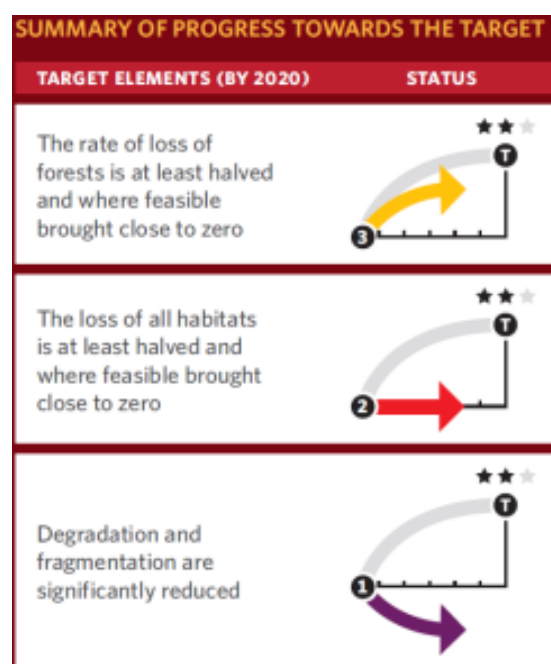 SUMMARY OF PROGRESS TOWARDS THE TARGET
TARGET ELEMENTS (BY 2020) STATUS
The rate of loss of
forests is at least halved
and where feasible
brought close to zero
T
3
The loss of all habitats
is at least halved and
where feasible brought
close to zero
T
2
Degradation and
fragmentation are
significantly reduced
T
1